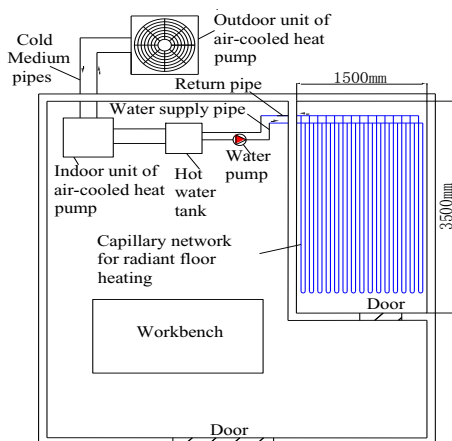 Cold
Medium
pipes
Outdoor unit of
air-cooled heat
pump
Return pipe
1500mm
Water supply pipe
Indoor unit of
air-cooled heat
pump
Hot
water
tank
Water
pump
3500mm
Capillary network
for radiant floor
heating
Door
Workbench
Door